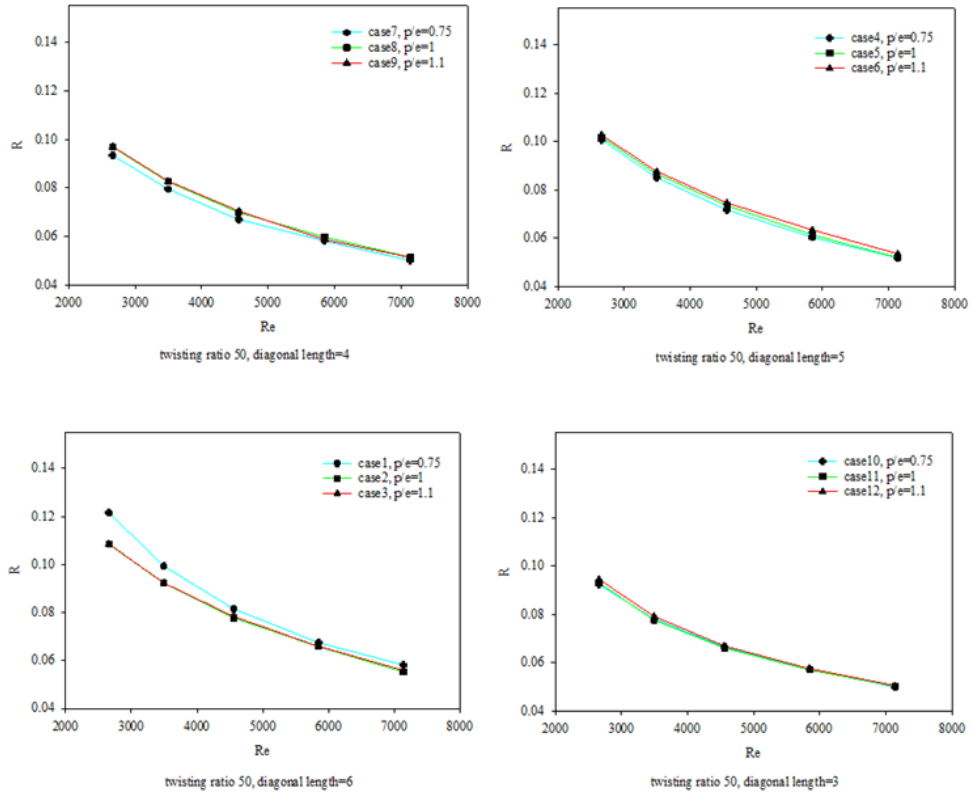 0.14
0.12
0.10
0.08
0.06
0.04
R
case7, p/e=0.75
case8, p/e=1
case9, p/e=1.1
2000 3000 4000 5000 6000 7000 8000
Re
twisting ratio 50, diagonal length=4
0.14
0.12
0.10
0.08
0.06
0.04
R
case4, p/e=0.75
case5, p/e=1
case6, p/e=1.1
2000 3000 4000 5000 6000 7000 8000
Re
twisting ratio 50, diagonal length=5
0.14
0.12
0.10
0.08
0.06
0.04
R
case1, p/e=0.75
case2, p/e=1
case3, p/e=1.1
2000 3000 4000 5000 6000 7000 8000
Re
twisting ratio 50, diagonal length=6
0.14
0.12
0.10
0.08
0.06
0.04
R
case10, p/e=0.75
case11, p/e=1
case12, p/e=1.1
2000 3000 4000 5000 6000 7000 8000
Re
twisting ratio 50, diagonal length=3